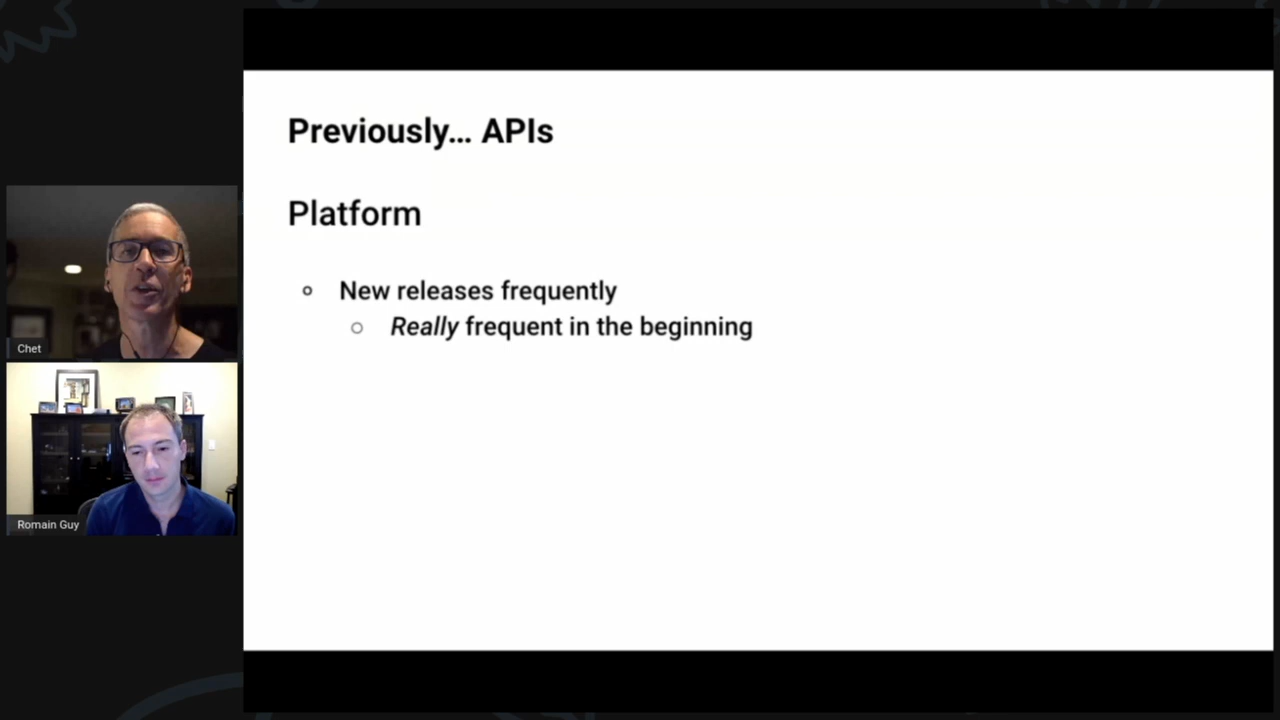 Previously... APIs
Platform
New releases frequently
Really frequent in the beginning
Chet
Romain Guy